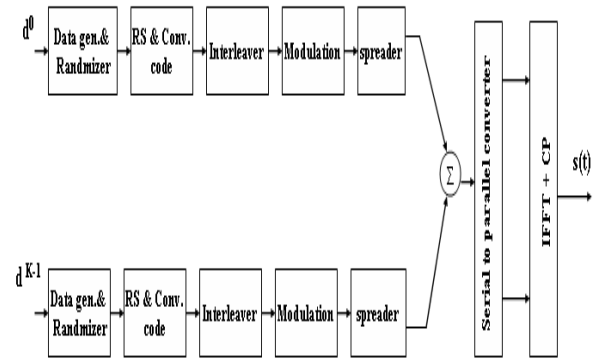 d⁰
Data gen.&
Randmizer
RS & Conv.
code
Interleaver
Modulation
spreader
Σ
Serial to parallel converter
IFFT + CP
s(t)
d K-1
Data gen.&
Randmizer
RS & Conv.
code
Interleaver
Modulation
spreader